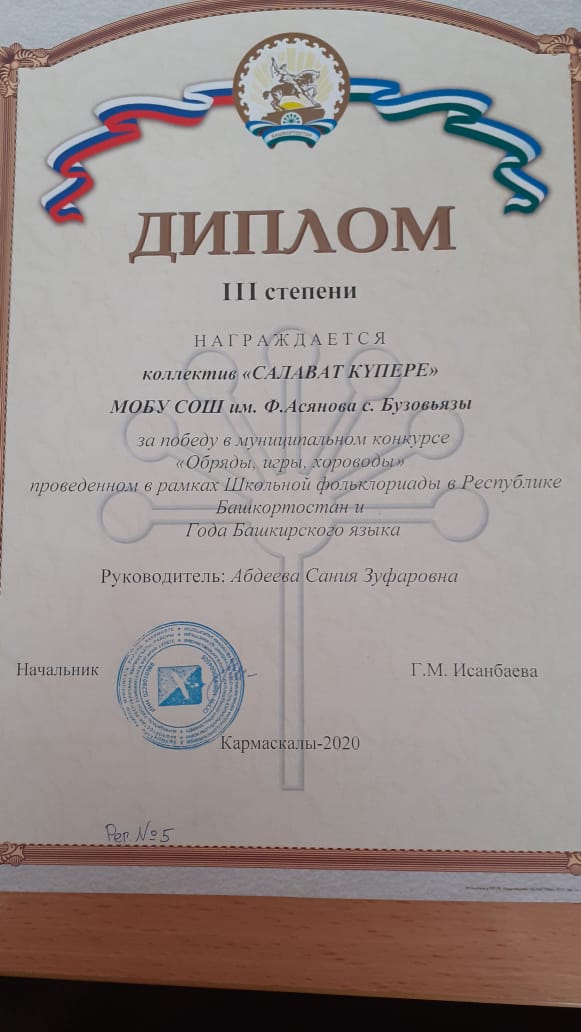 БАШКОРТОСТАН
ДИПЛОМ
III степени
НАГРАЖДАЕТСЯ
коллектив «САЛАВАТ КҮПЕРЕ»
МОБУ СОШ им. Ф.Асянова с. Бузовьязы
за победу в муниципальном конкурсе
«Обряды, игры, хороводы»
проведенном в рамках Школьной фольклориады в Республике
Башкортостан и
Года Башкирского языка
Руководитель: Абдеева Сания Зуфаровна
Начальник
Г.М. Исанбаева
Кармаскалы-2020
Рег. №5